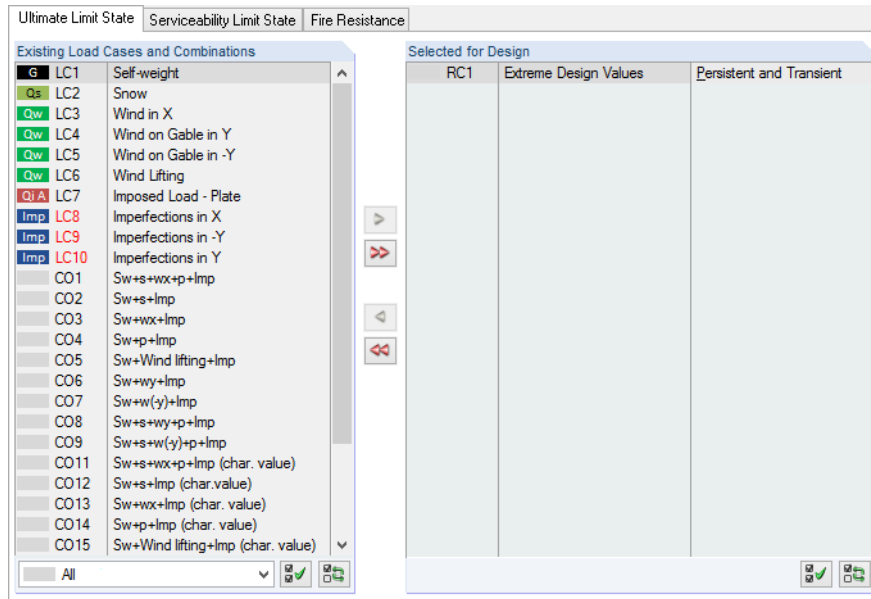 Ultimate Limit State Serviceability Limit State Fire Resistance
Existing Load Cases and Combinations
G LC1 Self-weight
Qs LC2 Snow
Qw LC3 Wind in X
Qw LC4 Wind on Gable in Y
Qw LC5 Wind on Gable in -Y
Qw LC6 Wind Lifting
Qi A LC7 Imposed Load - Plate
Imp LC8 Imperfections in X
Imp LC9 Imperfections in -Y
Imp LC10 Imperfections in Y
CO1 Sw+s+wx+p+Imp
CO2 Sw+s+Imp
CO3 Sw+wx+Imp
CO4 Sw+p+Imp
CO5 Sw+Wind lifting+Imp
CO6 Sw+wy+Imp
CO7 Sw+w(-y)+Imp
CO8 Sw+s+wy+p+Imp
CO9 Sw+s+w(-y)+p+Imp
CO11 Sw+s+wx+p+Imp (char. value)
CO12 Sw+s+Imp (char.value)
CO13 Sw+wx+Imp (char. value)
CO14 Sw+p+Imp (char. value)
CO15 Sw+Wind lifting+Imp (char. value)
All
Selected for Design
RC1 Extreme Design Values Persistent and Transient